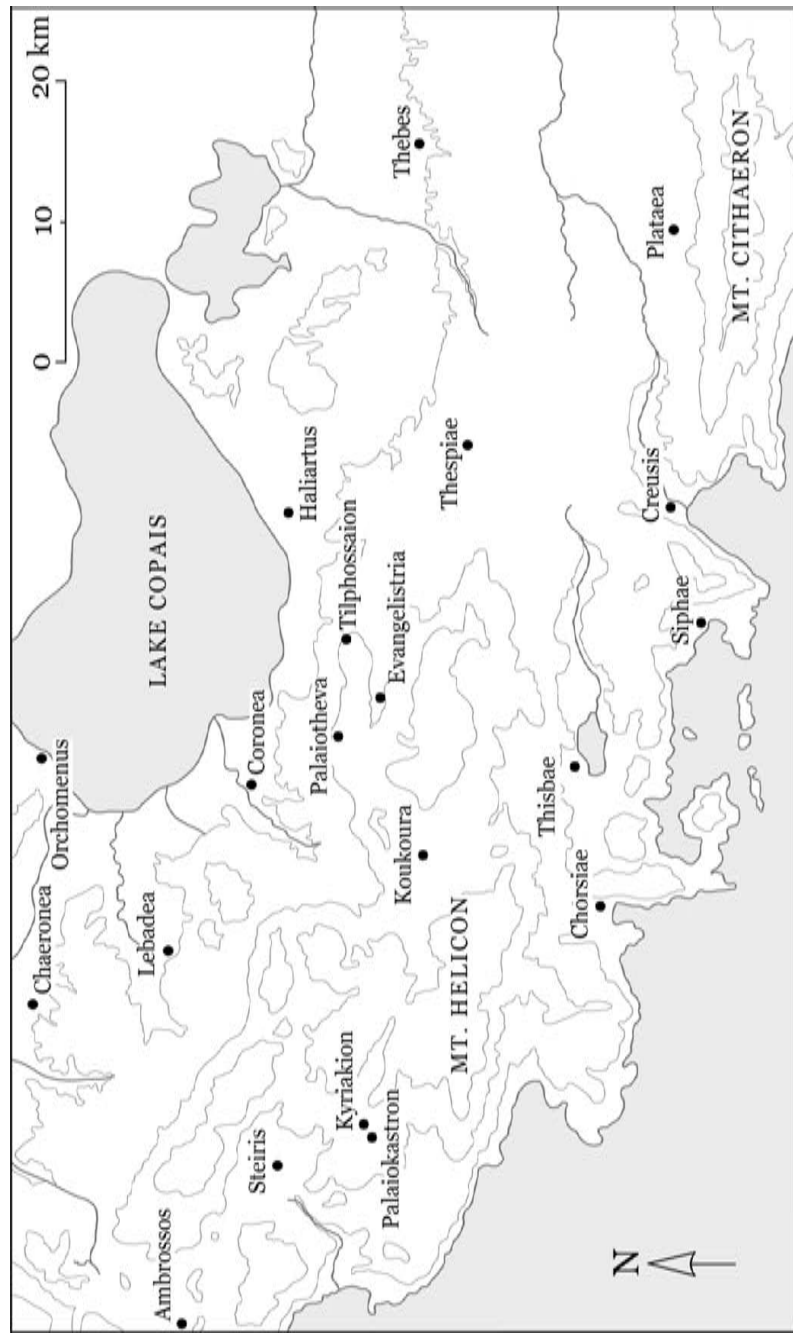 0 10 20 km
Chaeronea
Orchomenus
LAKE COPAIS
Ambrossos
Lebadea
Coronea
Haliartus
Steiris
Palaiotheva
Tilphossaion
Thebes
Kyriakion
Palaiokastron
Evangelistria
Koukoura
Thespiae
MT. HELICON
Thisbae
Chorsiae
Creusis
Plataea
Siphae
MT. CITHAERON
N